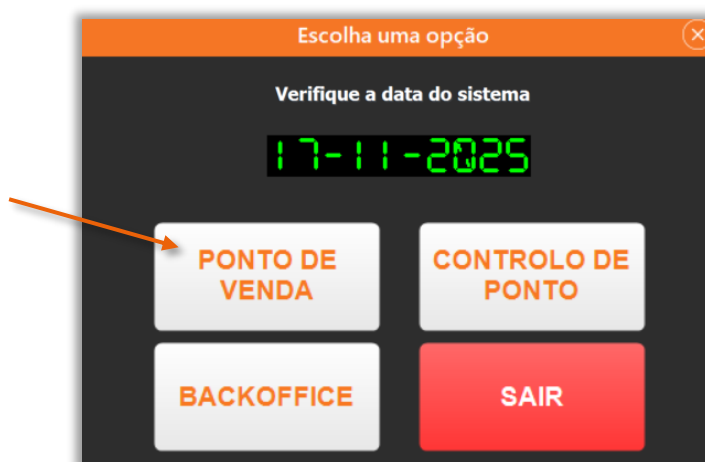 Escolha uma opção
Verifique a data do sistema
17-11-2025
PONTO DE
VENDA
CONTROLO DE
PONTO
BACKOFFICE
SAIR